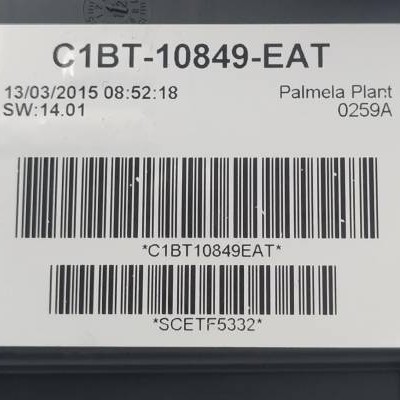 C1BT-10849-EAT
13/03/2015 08:52:18 Palmela Plant
SW:14.01 0259A
*C1BT10849EAT*
*SCETF5332*